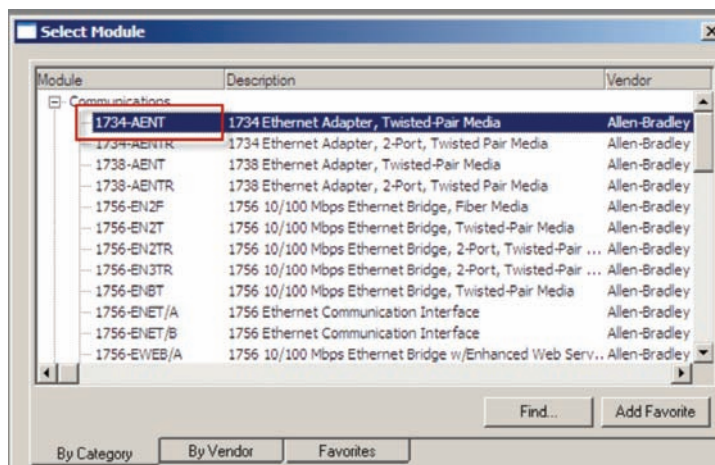 Select Module
Module Description Vendor
Communications
1734-AENT 1734 Ethernet Adapter, Twisted-Pair Media Allen-Bradley
1734-AENTR 1734 Ethernet Adapter, 2-Port, Twisted Pair Media Allen-Bradley
1738-AENT 1738 Ethernet Adapter, Twisted-Pair Media Allen-Bradley
1738-AENTR 1738 Ethernet Adapter, 2-Port, Twisted Pair Media Allen-Bradley
1756-EN2F 1756 10/100 Mbps Ethernet Bridge, Fiber Media Allen-Bradley
1756-EN2T 1756 10/100 Mbps Ethernet Bridge, Twisted-Pair Media Allen-Bradley
1756-EN2TR 1756 10/100 Mbps Ethernet Bridge, 2-Port, Twisted-Pair ... Allen-Bradley
1756-EN3TR 1756 10/100 Mbps Ethernet Bridge, 2-Port, Twisted-Pair ... Allen-Bradley
1756-ENBT 1756 10/100 Mbps Ethernet Bridge, Twisted-Pair Media Allen-Bradley
1756-ENET/A 1756 Ethernet Communication Interface Allen-Bradley
1756-ENET/B 1756 Ethernet Communication Interface Allen-Bradley
1756-EWEB/A 1756 10/100 Mbps Ethernet Bridge w/Enhanced Web Serv.. Allen-Bradley
Find... Add Favorite
By Category By Vendor Favorites